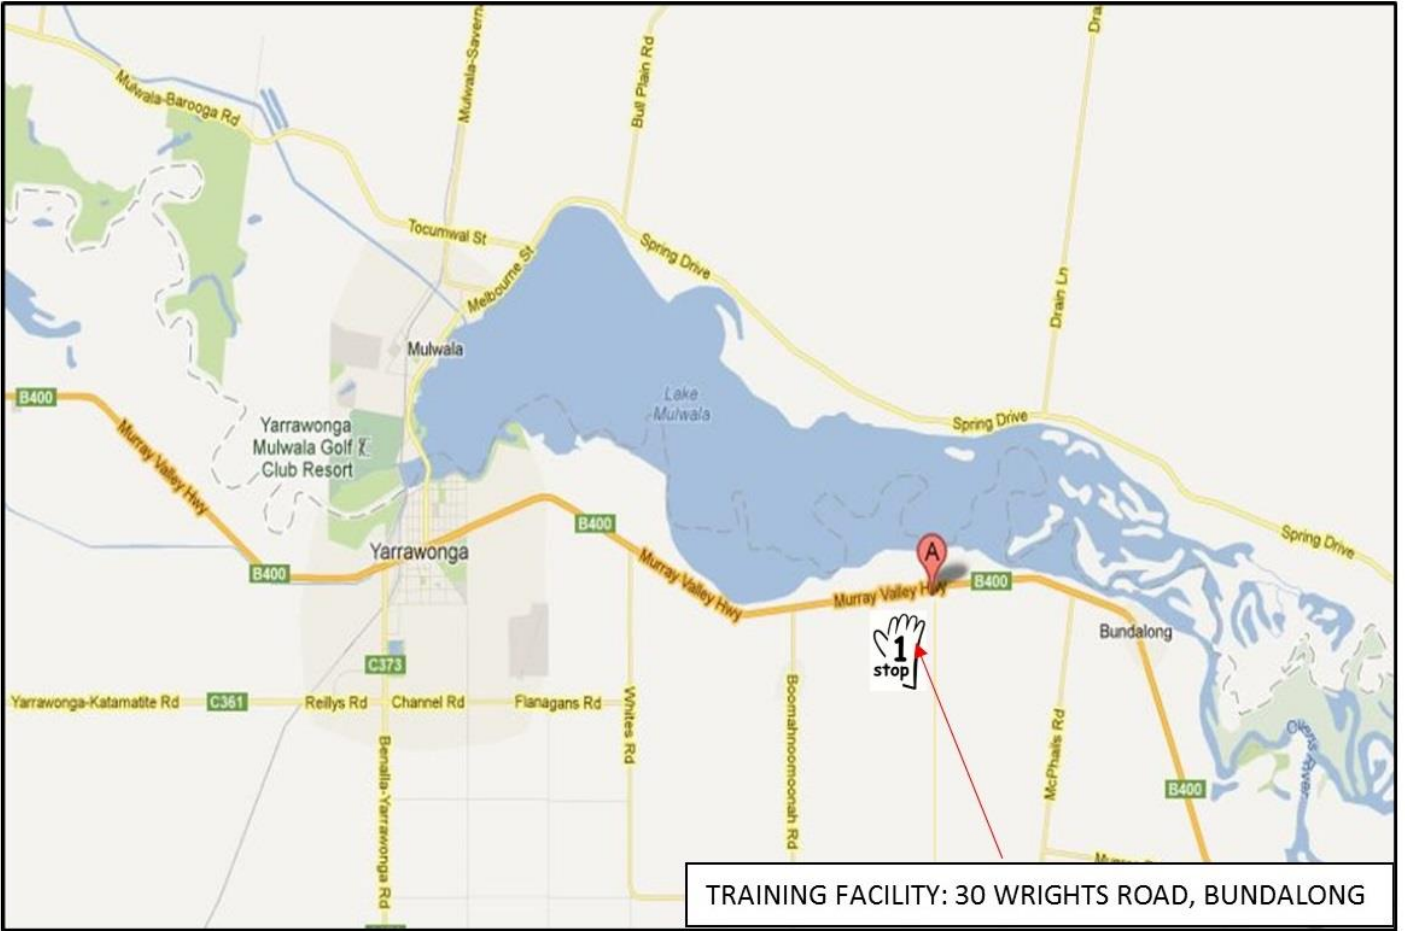 Mulwala-Barooga Rd
Mulwala-Savern
Bull Plain Rd
Dra
Tocumwal St
Melbourne St
Spring Drive
Drain Ln
Mulwala
Lake
Mulwala
B400
Spring Drive
Yarrawonga
Mulwala Golf
Club Resort
Murray Valley Hwy
B400
Spring Drive
Yarrawonga
A
B400
Murray Valley Hwy
B400
Murray Valley Hwy
1
stop
Bundalong
C373
Yarrawonga-Katamatite Rd
C361
Reillys Rd
Channel Rd
Flanagans Rd
Whites Rd
Boomahnoomoonah Rd
McPhails Rd
Ovens River
B400
Benalla-Yarrawonga Rd
TRAINING FACILITY: 30 WRIGHTS ROAD, BUNDALONG